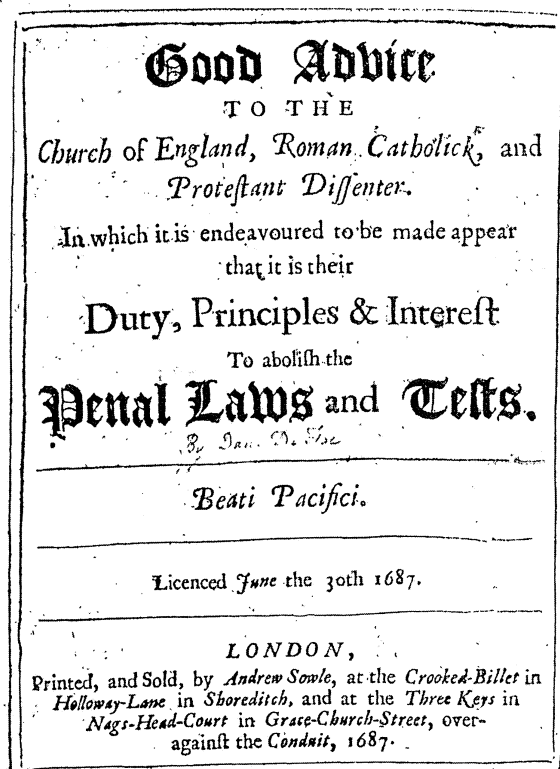 Good Advice
TO THE
Church of England, Roman Catholick, and
Proteſtant Diſſenter.
In which it is endeavoured to be made appear
that it is their
Duty, Principles & Intereſt
To aboliſh the
Penal Laws and Teſts.
By Dan. De Foe
Beati Pacifici.
Licenced June the 30th 1687.
LONDON,
Printed, and Sold, by Andrew Sowle, at the Crooked-Billet in
Holloway-Lane in Shoreditch, and at the Three Keys in
Nags-Head-Court in Grace-Church-Street, over-
againſt the Conduit, 1687.